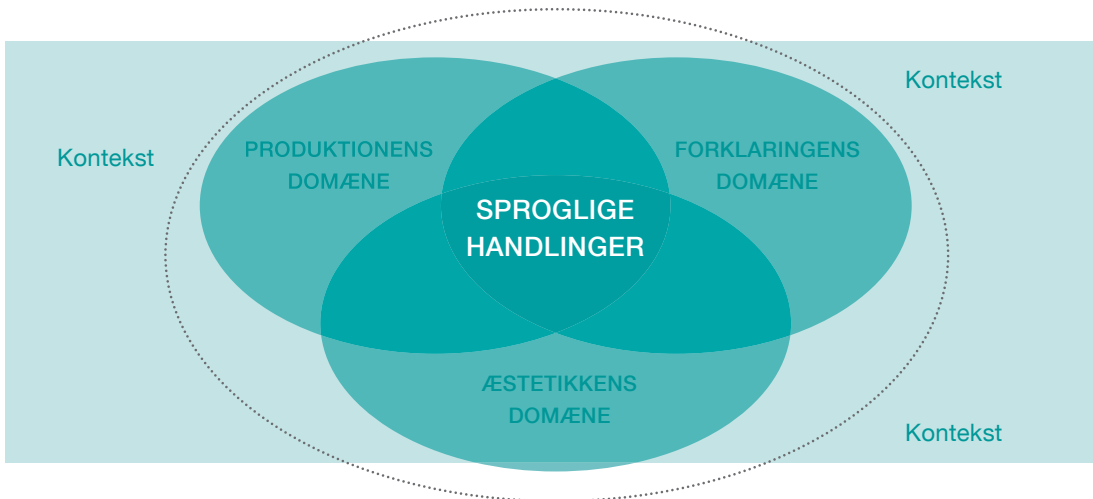 Kontekst
Kontekst
PRODUKTIONENS
DOMÆNE
FORKLARINGENS
DOMÆNE
SPROGLIGE
HANDLINGER
ÆSTETIKKENS
DOMÆNE
Kontekst